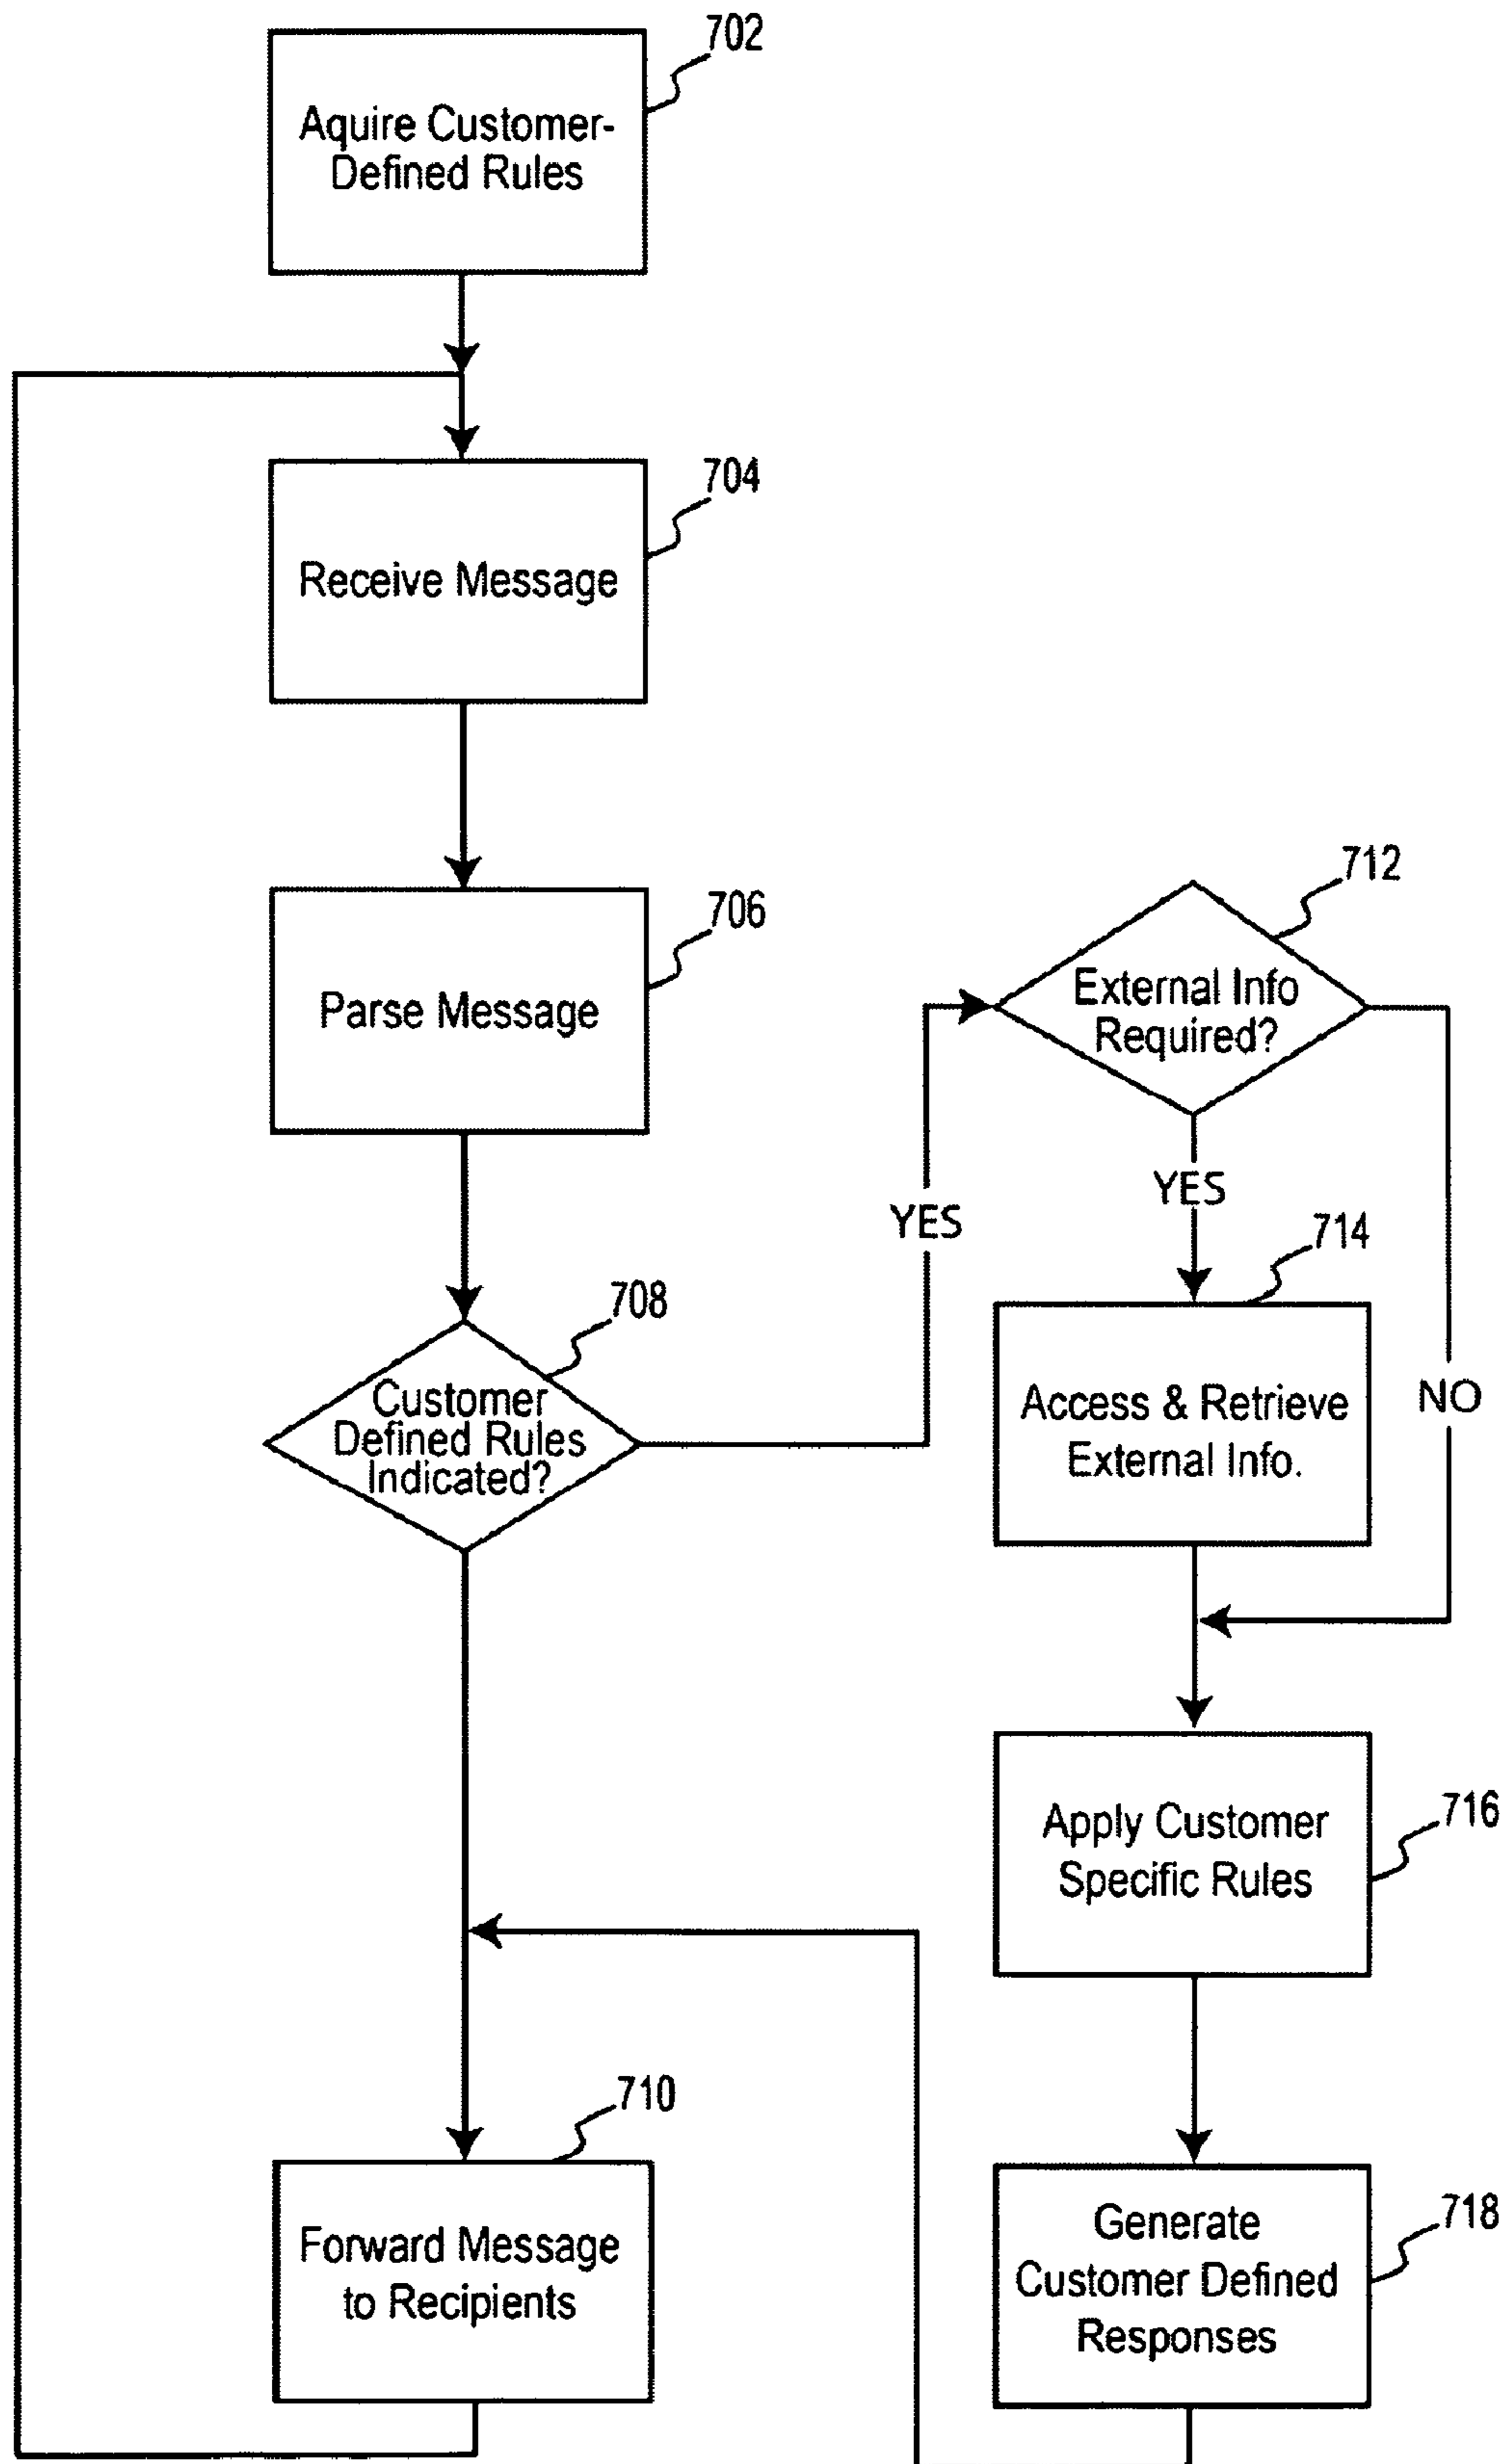 702
Aquire Customer-
Defined Rules
704
Receive Message
706
Parse Message
708
Customer
Defined Rules
Indicated?
YES
712
External Info
Required?
YES
NO
714
Access & Retrieve
External Info.
716
Apply Customer
Specific Rules
718
Generate
Customer Defined
Responses
710
Forward Message
to Recipients